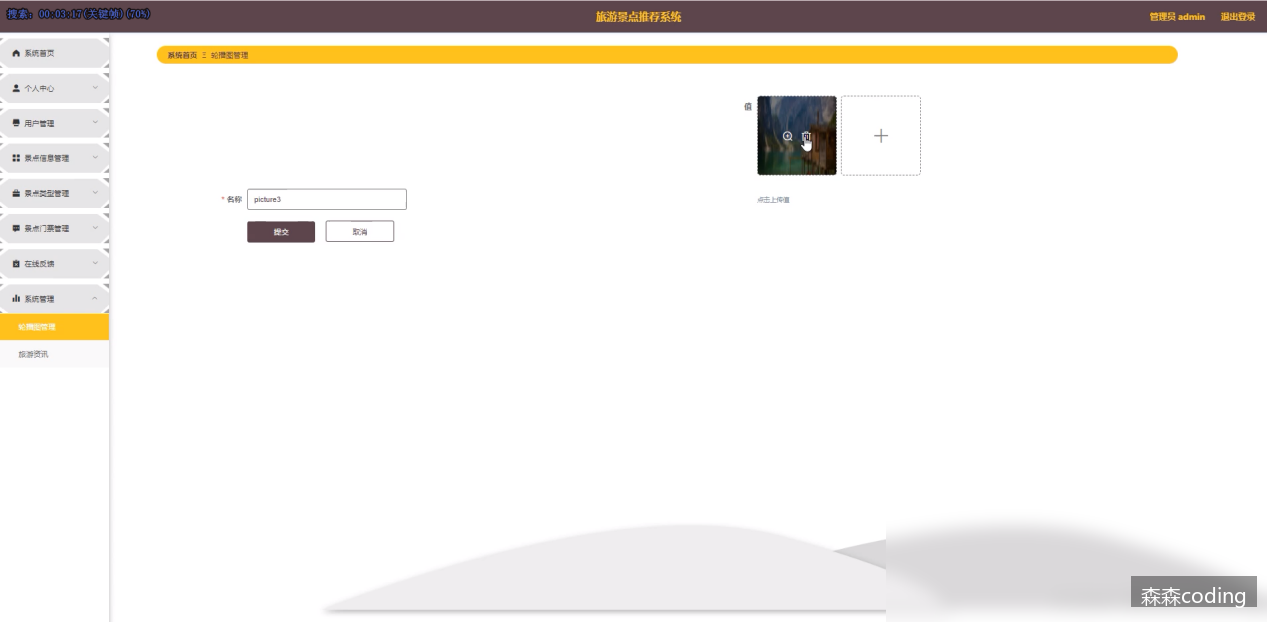 搜索: 00:03:17(关键帧)(70%)
旅游景点推荐系统
管理员 admin
退出登录
系统首页
个人中心
用户管理
景点信息管理
景点类型管理
景点门票管理
在线反馈
系统管理
轮播图管理
旅游资讯
系统首页 Ξ 轮播图管理
值
点击上传值
* 名称 picture3
提交 取消
森森coding